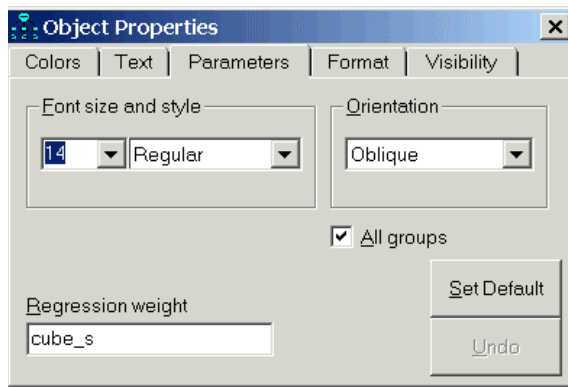 Object Properties
Colors Text Parameters Format Visibility
Font size and style Orientation
14 Regular Oblique
All groups
Set Default
Regression weight
cube_s
Undo